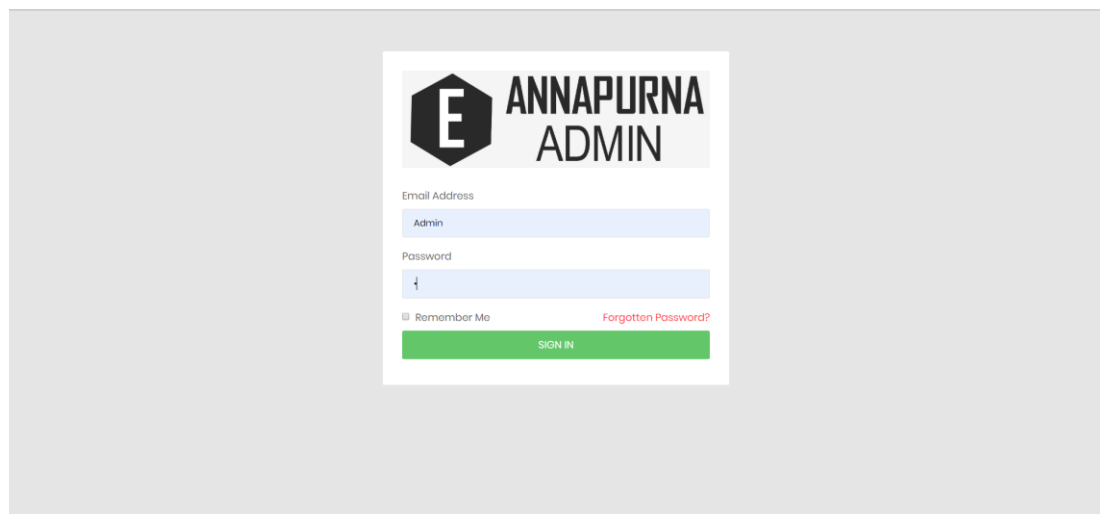 E ANNAPURNA
ADMIN
Email Address
Admin
Password
Remember Me Forgotten Password?
SIGN IN